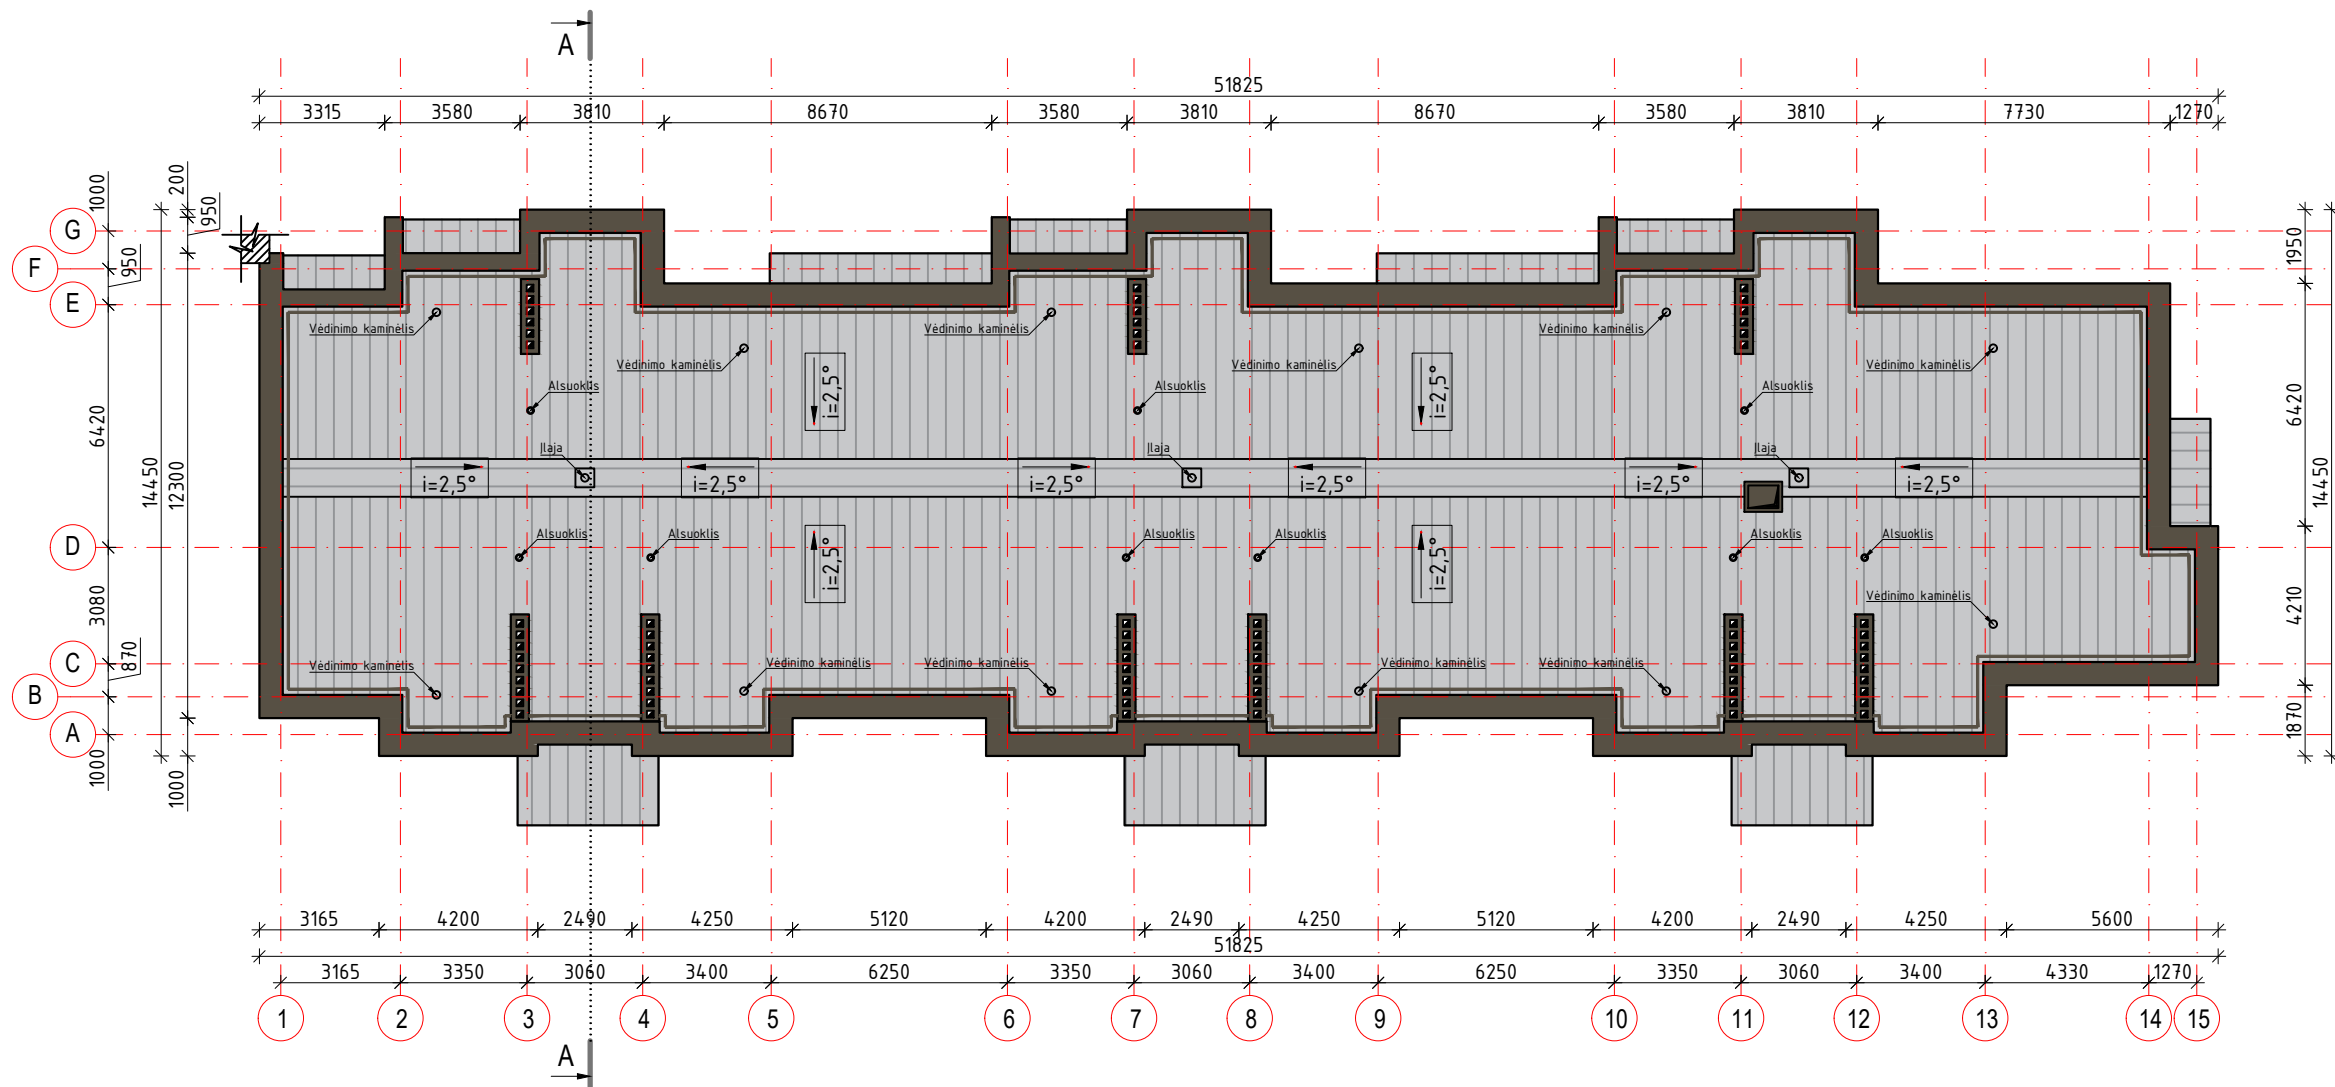 A
51825
3315 3580 3810 8670 3580 3810 8670 3580 3810 7730 1270
1000 200 950
G
F
950
E
1950
Vėdinimo kaminėlis Vėdinimo kaminėlis Vėdinimo kaminėlis
Vėdinimo kaminėlis Vėdinimo kaminėlis Vėdinimo kaminėlis
i=2,5° i=2,5°
Alsuoklis Alsuoklis Alsuoklis
6420 14450 12300 6420 14450
Įlaja Įlaja Įlaja
i=2,5° i=2,5° i=2,5° i=2,5° i=2,5° i=2,5°
Alsuoklis Alsuoklis Alsuoklis Alsuoklis Alsuoklis Alsuoklis
D
i=2,5° i=2,5°
3080 4210
Vėdinimo kaminėlis
C
870
Vėdinimo kaminėlis Vėdinimo kaminėlis Vėdinimo kaminėlis Vėdinimo kaminėlis Vėdinimo kaminėlis
B
A
1000 1000 1870
3165 4200 2490 4250 5120 4200 2490 4250 5120 4200 2490 4250 5600
51825
3165 3350 3060 3400 6250 3350 3060 3400 6250 3350 3060 3400 4330 1270
1 2 3 4 5 6 7 8 9 10 11 12 13 14 15
A